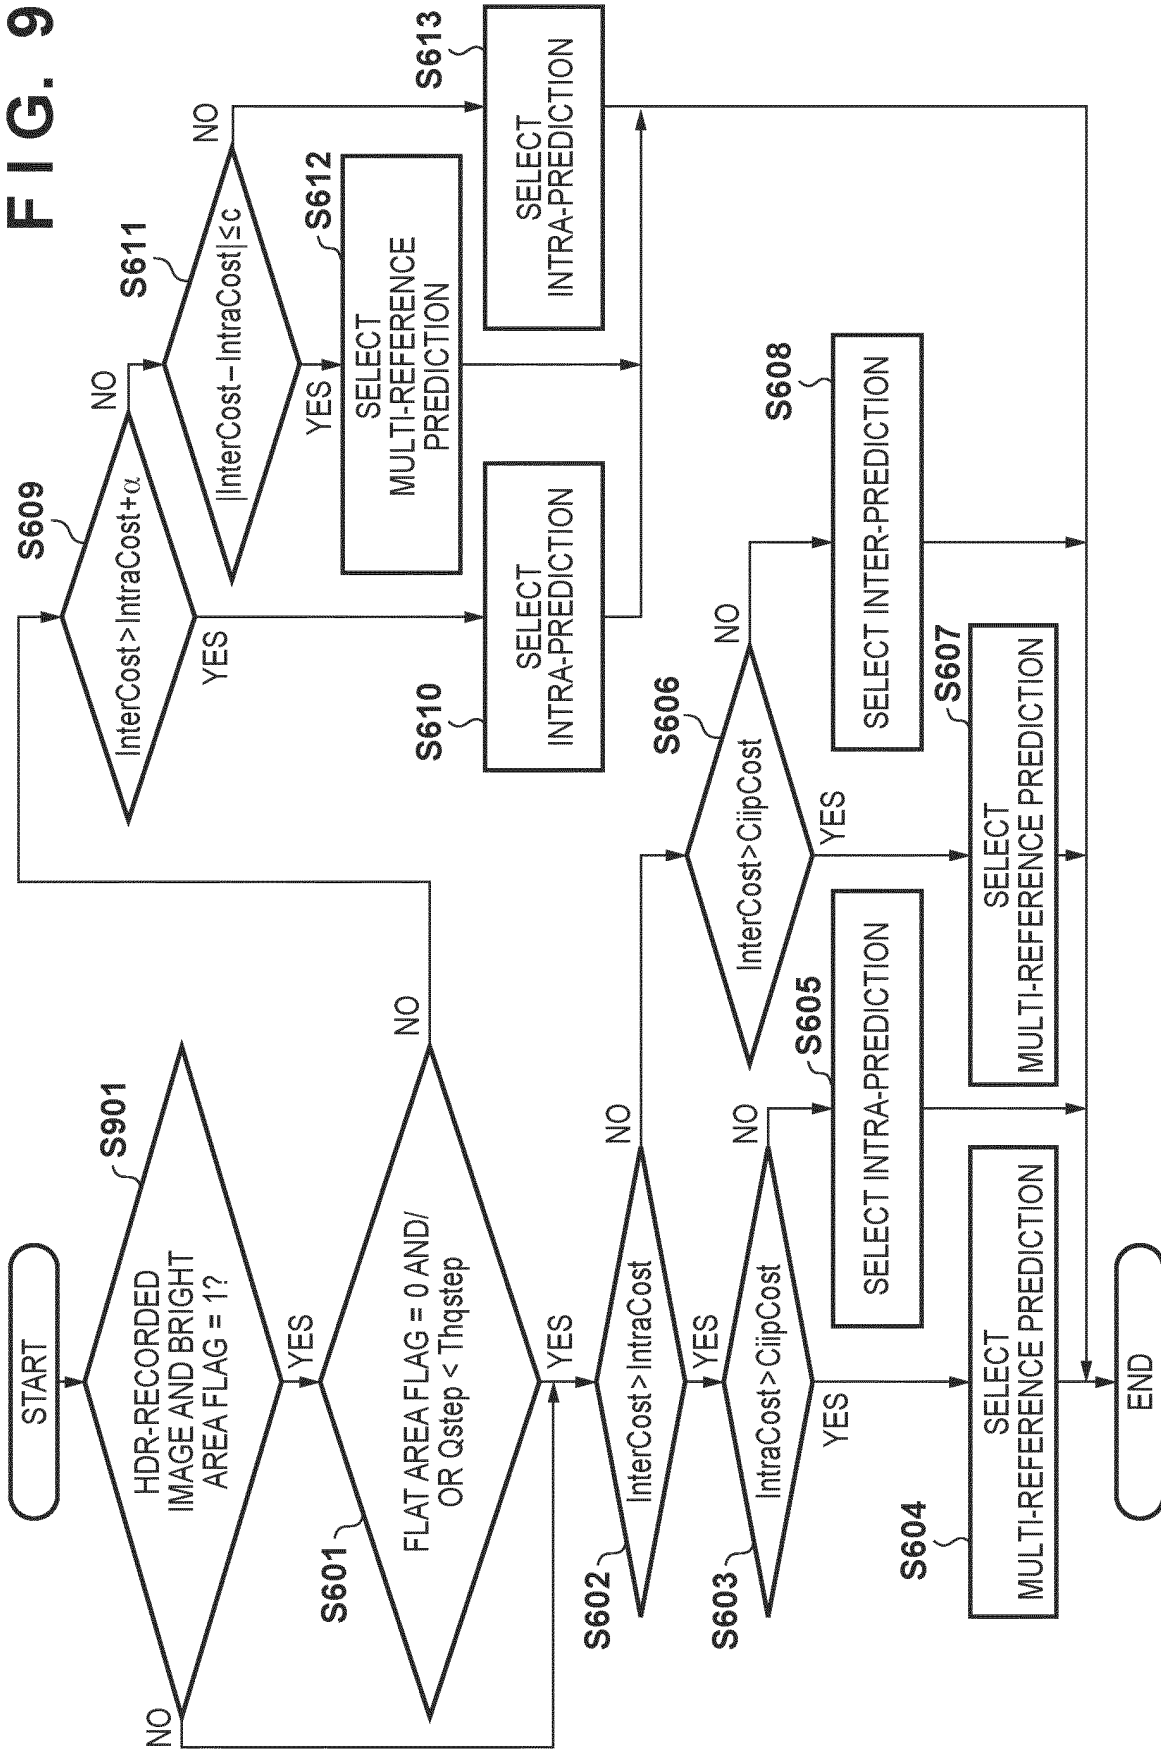 FIG. 9
START
S901
HDR-RECORDED
IMAGE AND BRIGHT
AREA FLAG = 1?
NO
YES
S601
FLAT AREA FLAG = 0 AND/
OR Qstep < Thqstep
NO
YES
S602
InterCost>IntraCost
NO
YES
S603
IntraCost>CiipCost
NO
YES
S604
SELECT
MULTI-REFERENCE PREDICTION
S605
SELECT INTRA-PREDICTION
S606
InterCost>CiipCost
NO
YES
S607
SELECT
MULTI-REFERENCE PREDICTION
S608
SELECT INTER-PREDICTION
S609
InterCost>IntraCost+α
NO
YES
S610
SELECT
INTRA-PREDICTION
S611
|InterCost–IntraCost|≤c
NO
YES
S612
SELECT
MULTI-REFERENCE
PREDICTION
S613
SELECT
INTRA-PREDICTION
END